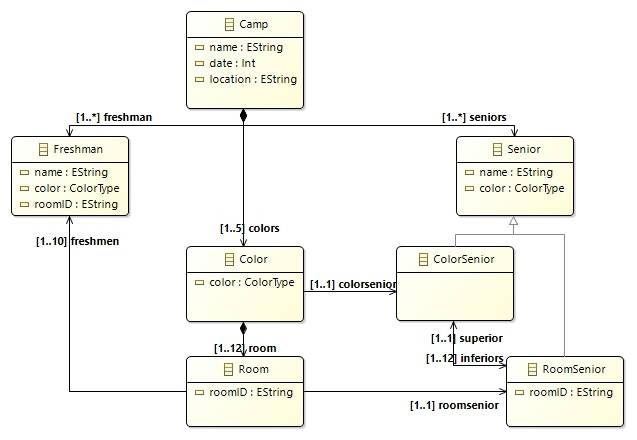 Camp
name : EString
date : Int
location : EString
[1..*] freshman
[1..*] seniors
Freshman
name : EString
color : ColorType
roomID : EString
Senior
name : EString
color : ColorType
[1..10] freshmen
[1..5] colors
Color
color : ColorType
[1..1] colorsenior
ColorSenior
[1..1] superior
[1..12] inferiors
[1..12] room
Room
roomID : EString
[1..1] roomsenior
RoomSenior
roomID : EString